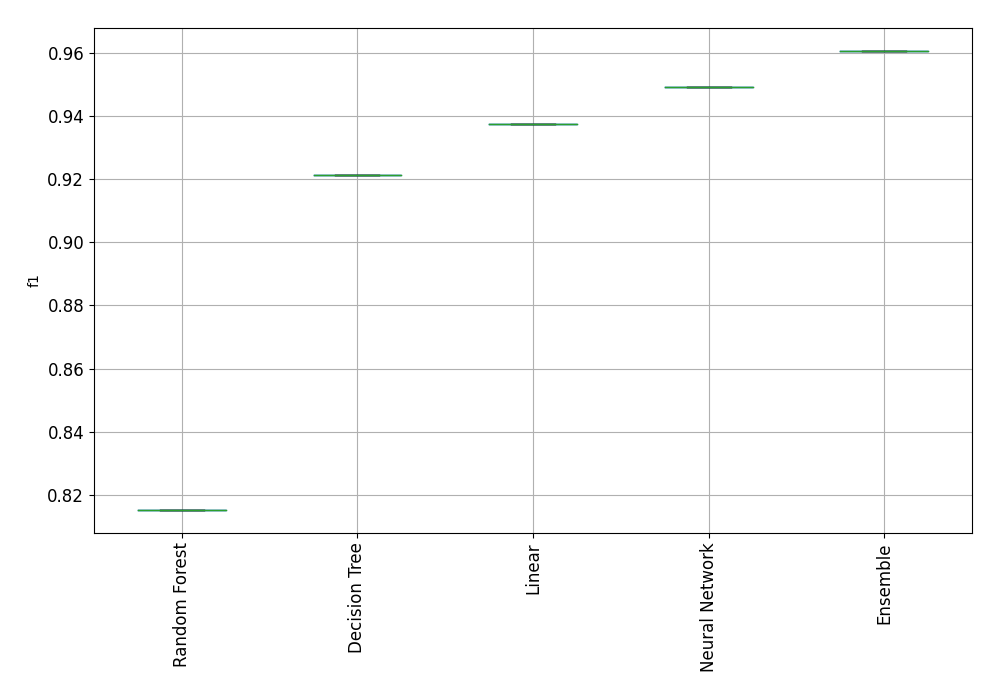 0.96
0.94
0.92
0.90
0.88
0.86
0.84
0.82
f1
Random Forest
Decision Tree
Linear
Neural Network
Ensemble